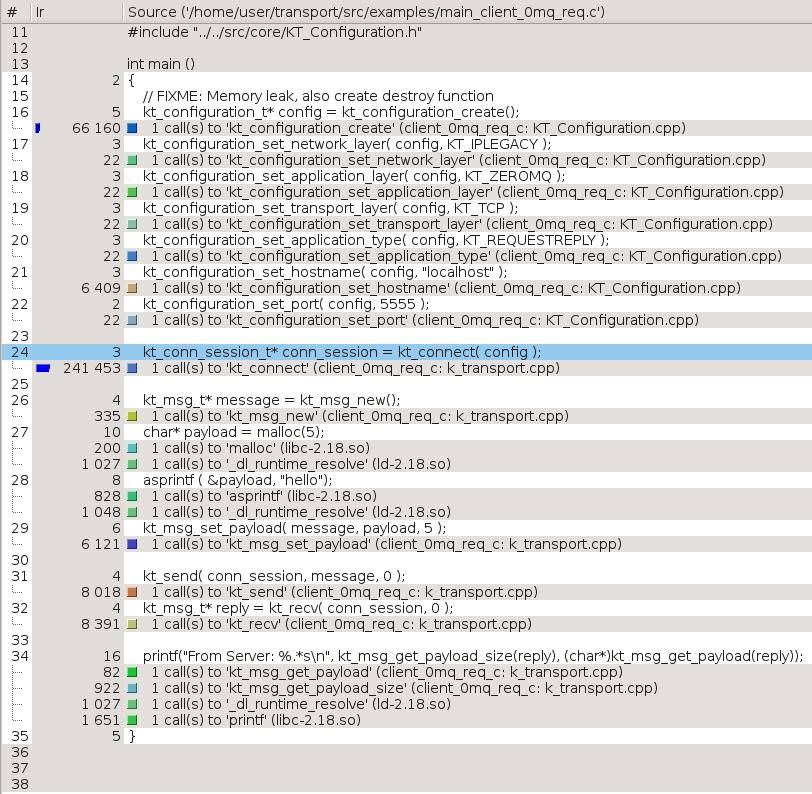 # Ir Source ('/home/user/transport/src/examples/main_client_0mq_req.c')
11 #include "../../src/core/KT_Configuration.h"
12
13 int main ()
14 2 {
15 // FIXME: Memory leak, also create destroy function
16 5 kt_configuration_t* config = kt_configuration_create();
66 160 1 call(s) to 'kt_configuration_create' (client_0mq_req_c: KT_Configuration.cpp)
17 3 kt_configuration_set_network_layer( config, KT_IPLEGACY );
22 1 call(s) to 'kt_configuration_set_network_layer' (client_0mq_req_c: KT_Configuration.cpp)
18 3 kt_configuration_set_application_layer( config, KT_ZEROMQ );
22 1 call(s) to 'kt_configuration_set_application_layer' (client_0mq_req_c: KT_Configuration.cpp)
19 3 kt_configuration_set_transport_layer( config, KT_TCP );
22 1 call(s) to 'kt_configuration_set_transport_layer' (client_0mq_req_c: KT_Configuration.cpp)
20 3 kt_configuration_set_application_type( config, KT_REQUESTREPLY );
22 1 call(s) to 'kt_configuration_set_application_type' (client_0mq_req_c: KT_Configuration.cpp)
21 3 kt_configuration_set_hostname( config, "localhost" );
6 409 1 call(s) to 'kt_configuration_set_hostname' (client_0mq_req_c: KT_Configuration.cpp)
22 2 kt_configuration_set_port( config, 5555 );
22 1 call(s) to 'kt_configuration_set_port' (client_0mq_req_c: KT_Configuration.cpp)
23
24 3 kt_conn_session_t* conn_session = kt_connect( config );
241 453 1 call(s) to 'kt_connect' (client_0mq_req_c: k_transport.cpp)
25
26 4 kt_msg_t* message = kt_msg_new();
335 1 call(s) to 'kt_msg_new' (client_0mq_req_c: k_transport.cpp)
27 10 char* payload = malloc(5);
200 1 call(s) to 'malloc' (libc-2.18.so)
1 027 1 call(s) to '_dl_runtime_resolve' (ld-2.18.so)
28 8 asprintf ( &payload, "hello");
828 1 call(s) to 'asprintf' (libc-2.18.so)
1 048 1 call(s) to '_dl_runtime_resolve' (ld-2.18.so)
29 6 kt_msg_set_payload( message, payload, 5 );
6 121 1 call(s) to 'kt_msg_set_payload' (client_0mq_req_c: k_transport.cpp)
30
31 4 kt_send( conn_session, message, 0 );
8 018 1 call(s) to 'kt_send' (client_0mq_req_c: k_transport.cpp)
32 4 kt_msg_t* reply = kt_recv( conn_session, 0 );
8 391 1 call(s) to 'kt_recv' (client_0mq_req_c: k_transport.cpp)
33
34 16 printf("From Server: %.*s\n", kt_msg_get_payload_size(reply), (char*)kt_msg_get_payload(reply));
82 1 call(s) to 'kt_msg_get_payload' (client_0mq_req_c: k_transport.cpp)
922 1 call(s) to 'kt_msg_get_payload_size' (client_0mq_req_c: k_transport.cpp)
1 027 1 call(s) to '_dl_runtime_resolve' (ld-2.18.so)
1 651 1 call(s) to 'printf' (libc-2.18.so)
35 5 }
36
37
38